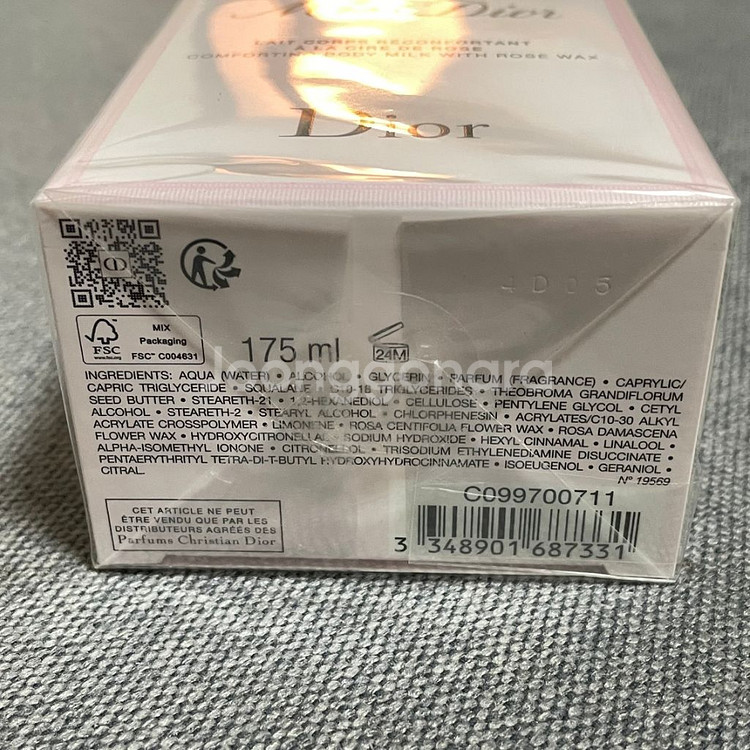 Miss Dior
LAIT CORPS RÉCONFORTANT
À LA CIRE DE ROSE
COMFORTING BODY MILK WITH ROSE WAX
Dior
4D05
MIX
Packaging
FSC
www.fsc.org
FSC™ C004631
175 ml
24M
INGREDIENTS: AQUA (WATER) • ALCOHOL • GLYCERIN • PARFUM (FRAGRANCE) • CAPRYLIC/
CAPRIC TRIGLYCERIDE • SQUALANE • C10-18 TRIGLYCERIDES • THEOBROMA GRANDIFLORUM
SEED BUTTER • STEARETH-21 • 1,2-HEXANEDIOL • CELLULOSE • PENTYLENE GLYCOL • CETYL
ALCOHOL • STEARETH-2 • STEARYL ALCOHOL • CHLORPHENESIN • ACRYLATES/C10-30 ALKYL
ACRYLATE CROSSPOLYMER • LIMONENE • ROSA CENTIFOLIA FLOWER WAX • ROSA DAMASCENA
FLOWER WAX • HYDROXYCITRONELLAL • SODIUM HYDROXIDE • HEXYL CINNAMAL • LINALOOL •
ALPHA-ISOMETHYL IONONE • CITRONELLOL • TRISODIUM ETHYLENEDIAMINE DISUCCINATE •
PENTAERYTHRITYL TETRA-DI-T-BUTYL HYDROXYHYDROCINNAMATE • ISOEUGENOL • GERANIOL •
CITRAL.
N° 19569
CET ARTICLE NE PEUT
ÊTRE VENDU QUE PAR LES
DISTRIBUTEURS AGRÉÉS DES
Parfums Christian Dior
C099700711
3 348901 687331